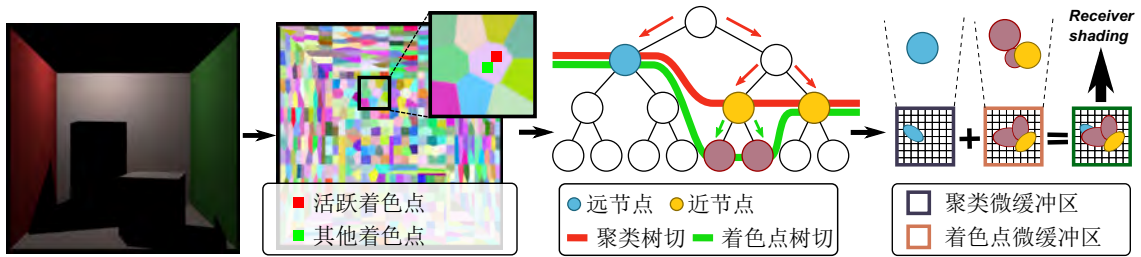 活跃着色点
其他着色点
远节点 近节点
聚类树切 着色点树切
Receiver
shading
+ =
聚类微缓冲区
着色点微缓冲区